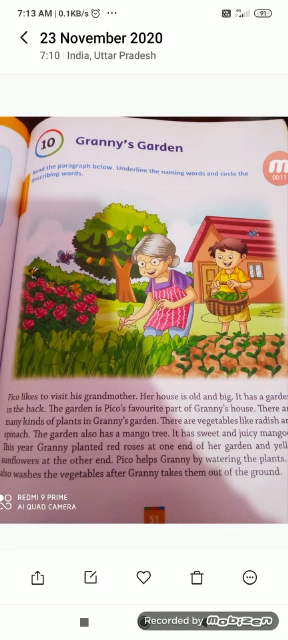 7:13 AM | 0.1KB/s
91
23 November 2020
7:10 India, Uttar Pradesh
10
Granny's Garden
Read the paragraph below. Underline the naming words and circle the
describing words.
00:11
Pico likes to visit his grandmother. Her house is old and big. It has a
in the back. The garden is Pico's favourite part of Granny's house. There
many kinds of plants in Granny's garden. There are vegetables like radish
spinach. The garden also has a mango tree. It has sweet and juicy
This year Granny planted red roses at one end of her garden and
sunflowers at the other end. Pico helps Granny by watering the plants.
also washes the vegetables after Granny takes them out of the ground.
REDMI 9 PRIME
AI QUAD CAMERA
51
Recorded by mobizen